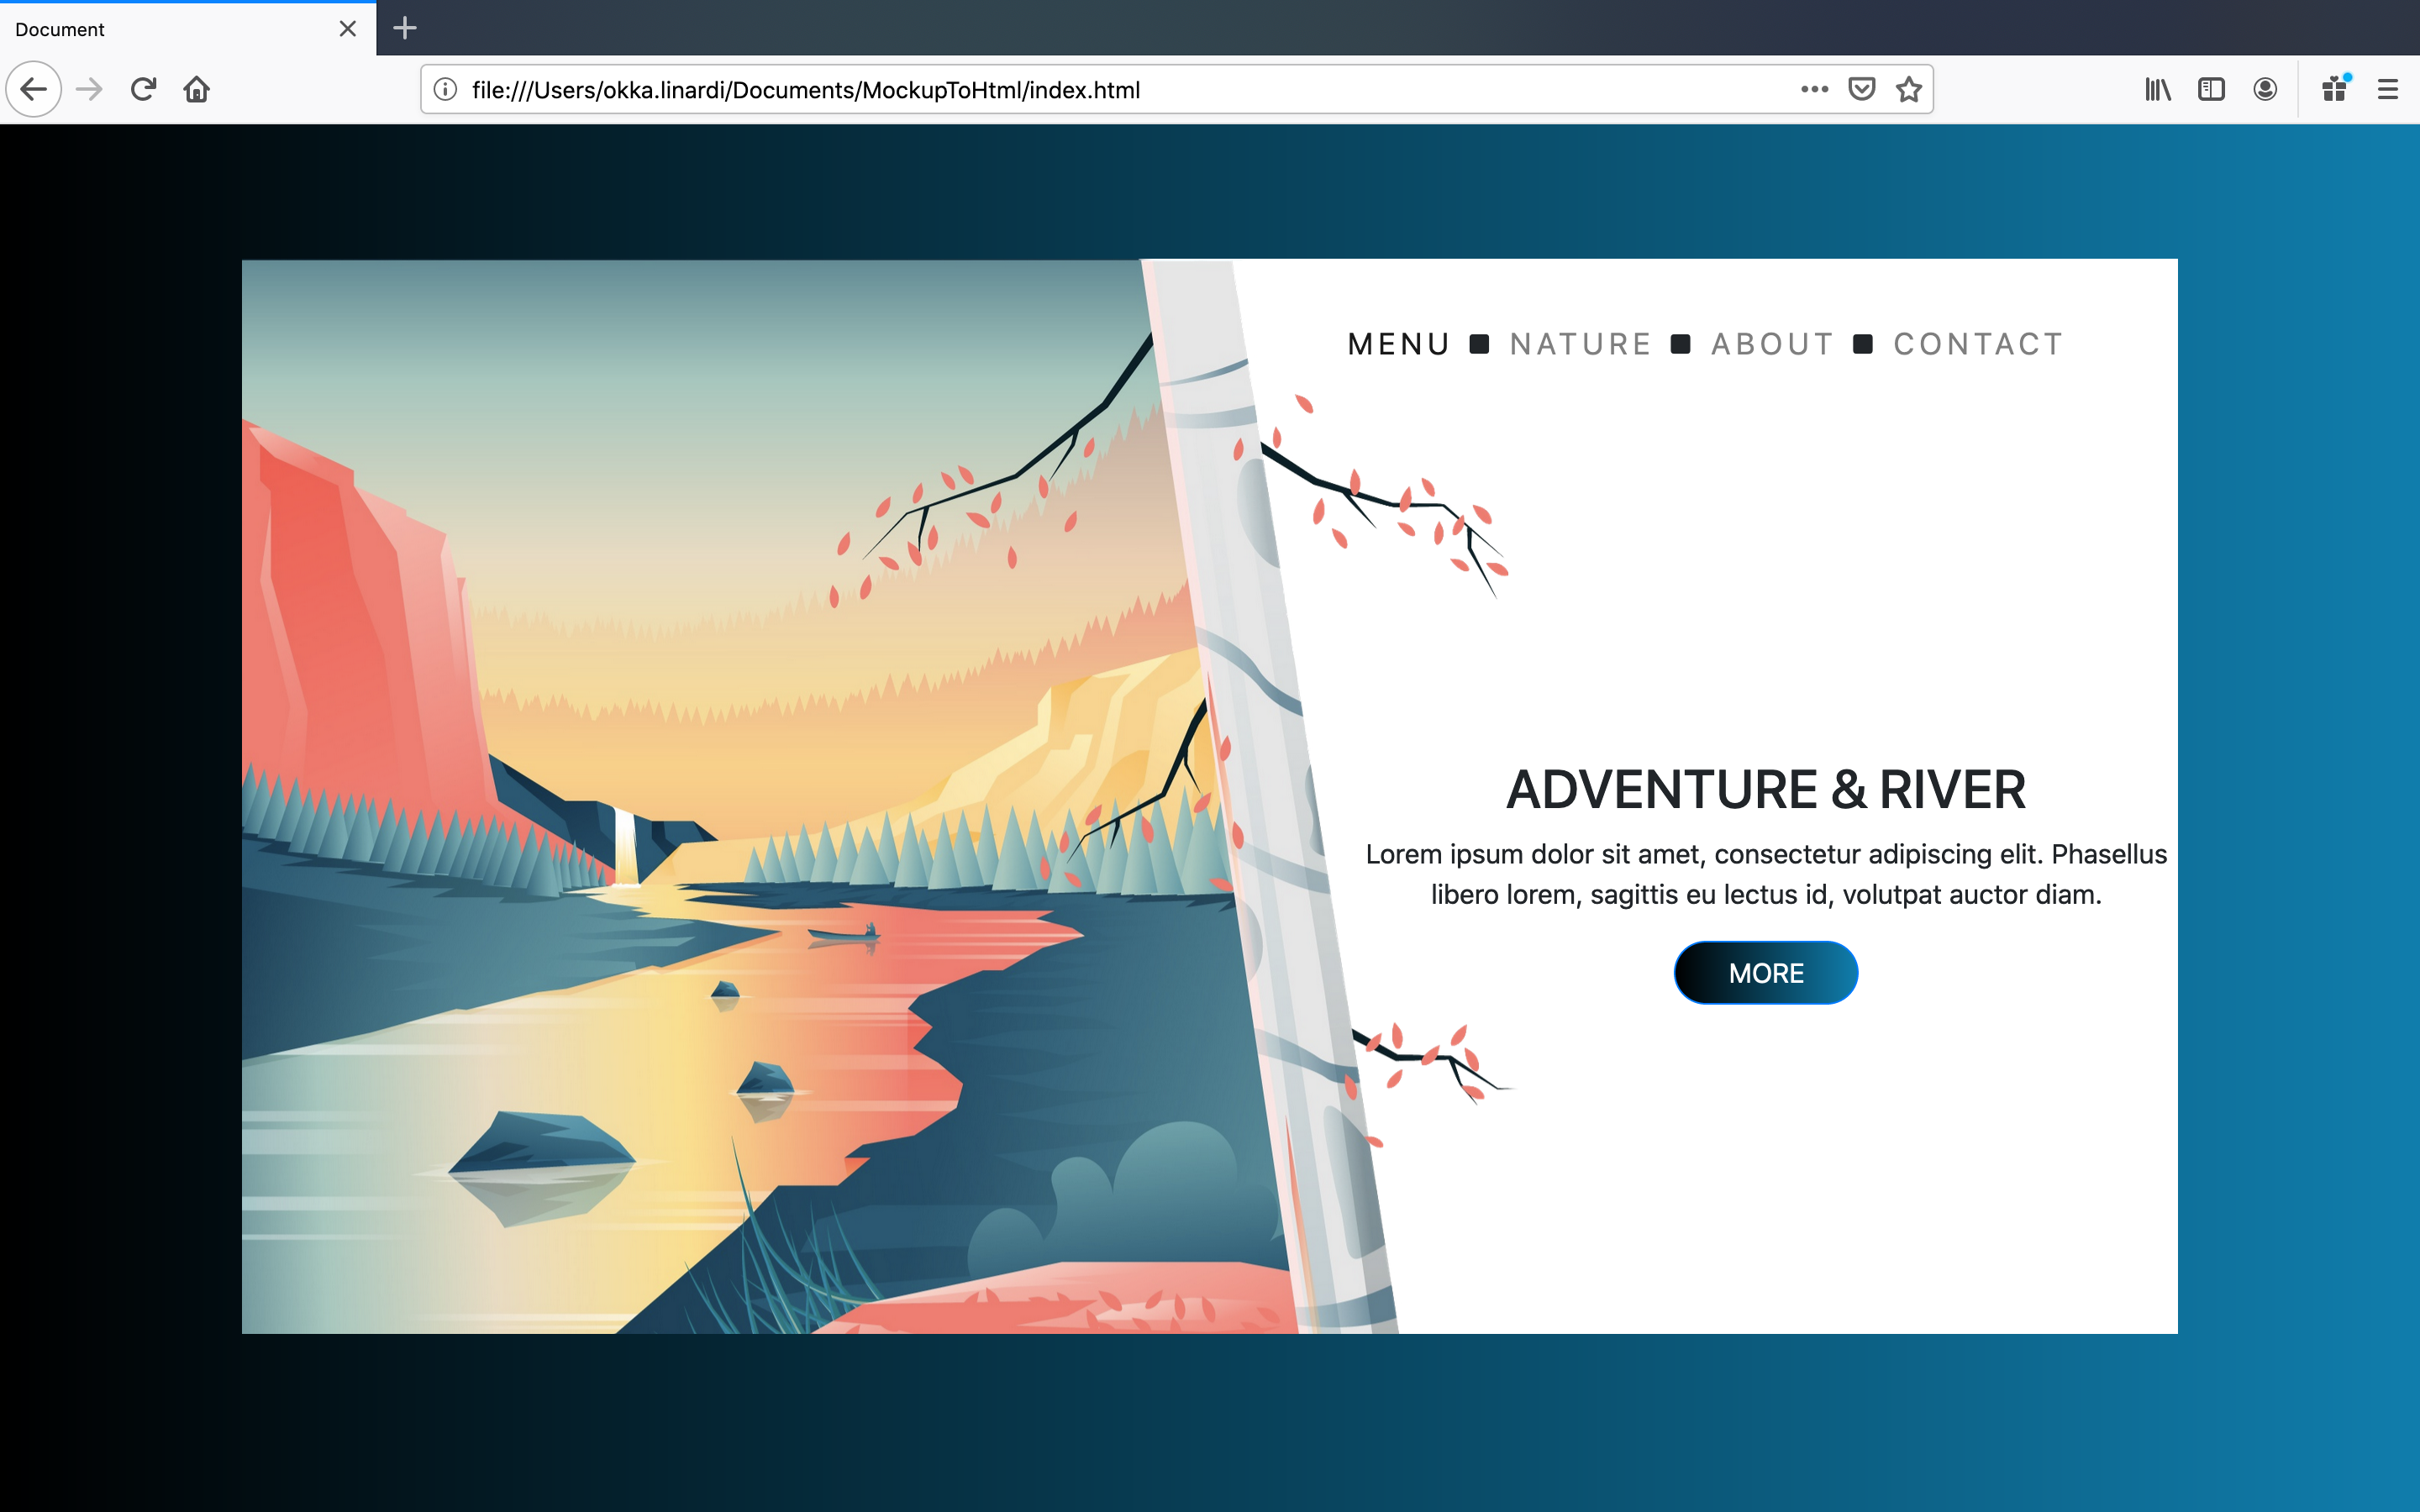 Document
file:///Users/okka.linardi/Documents/MockupToHtml/index.html
MENU ■ NATURE ■ ABOUT ■ CONTACT
ADVENTURE & RIVER
Lorem ipsum dolor sit amet, consectetur adipiscing elit. Phasellus
libero lorem, sagittis eu lectus id, volutpat auctor diam.
MORE